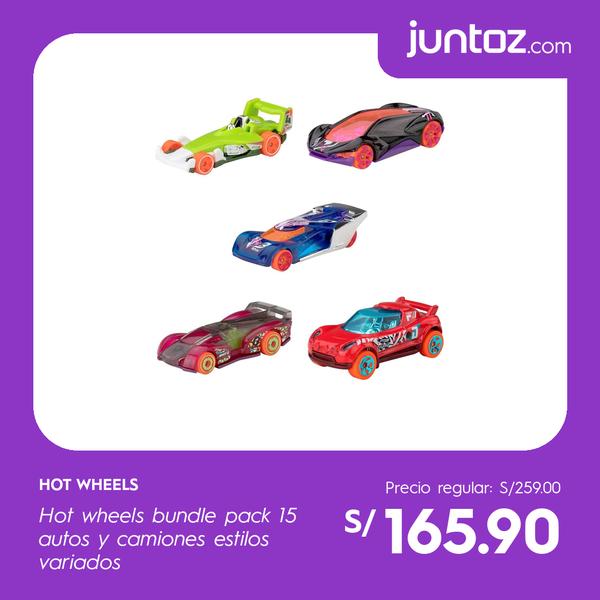 juntoz.com
HOT WHEELS
Hot wheels bundle pack 15
autos y camiones estilos
variados
Precio regular: S/259.00
S/165.90